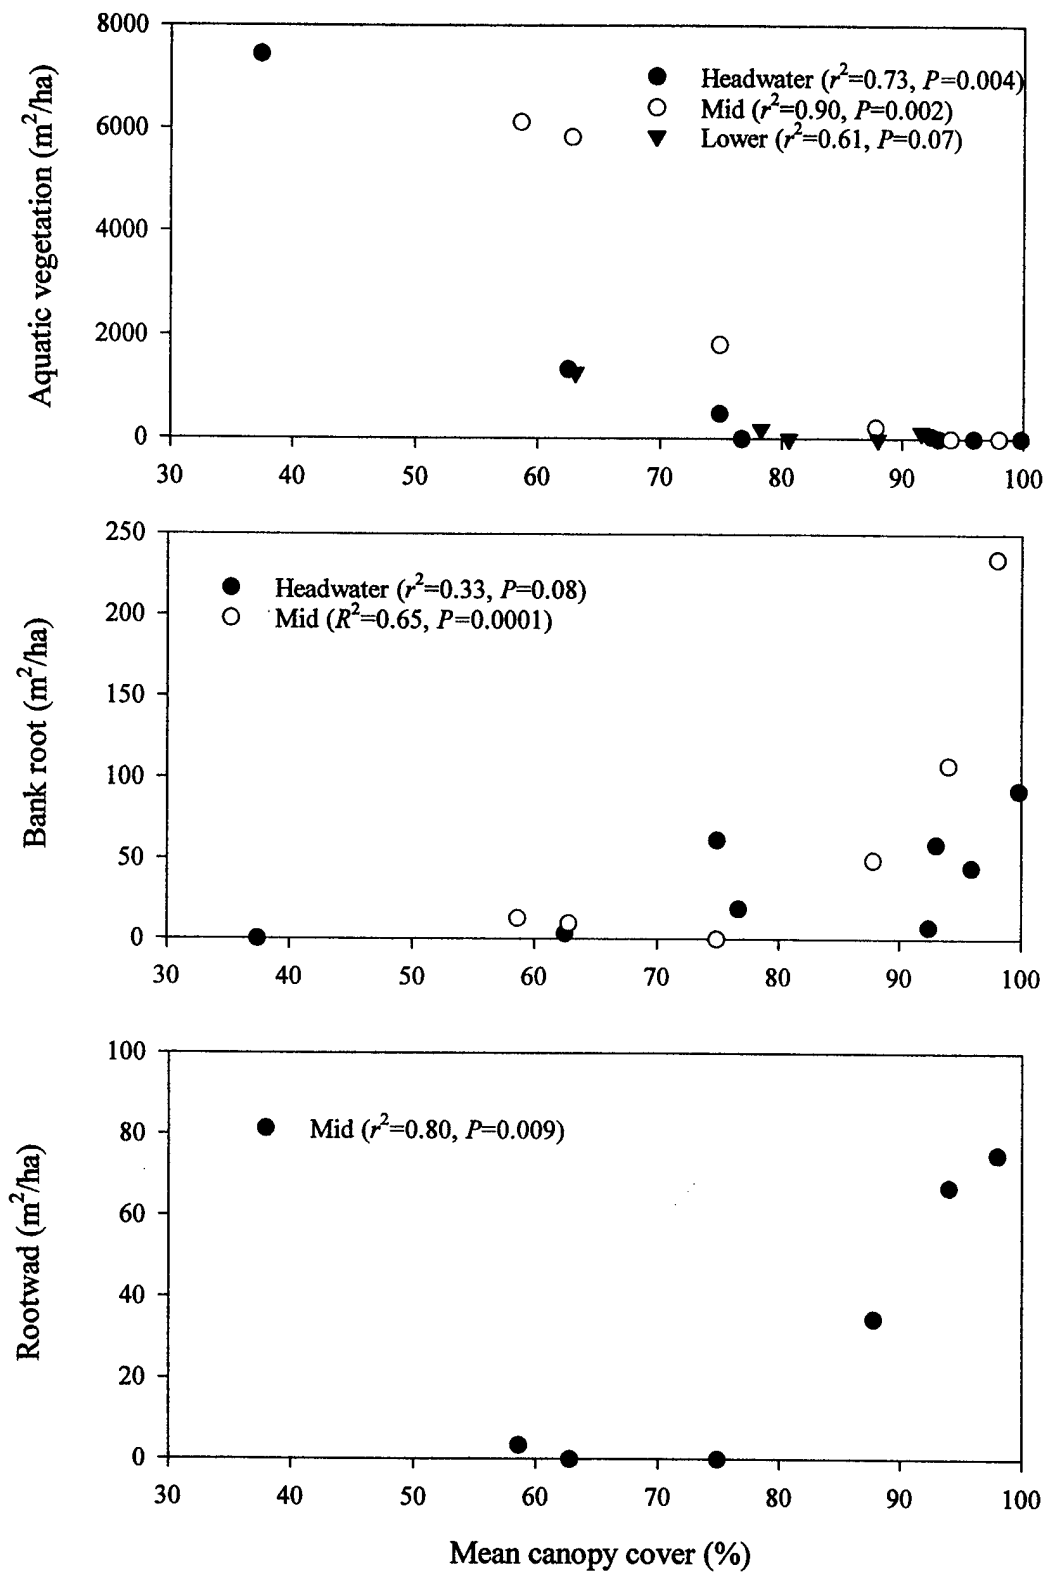 8000
6000
4000
2000
0
Aquatic vegetation (m²/ha)
Headwater (r²=0.73, P=0.004)
Mid (r²=0.90, P=0.002)
Lower (r²=0.61, P=0.07)
30 40 50 60 70 80 90 100
250
200
150
100
50
0
Bank root (m²/ha)
Headwater (r²=0.33, P=0.08)
Mid (R²=0.65, P=0.0001)
30 40 50 60 70 80 90 100
100
80
60
40
20
0
Rootwad (m²/ha)
Mid (r²=0.80, P=0.009)
30 40 50 60 70 80 90 100
Mean canopy cover (%)